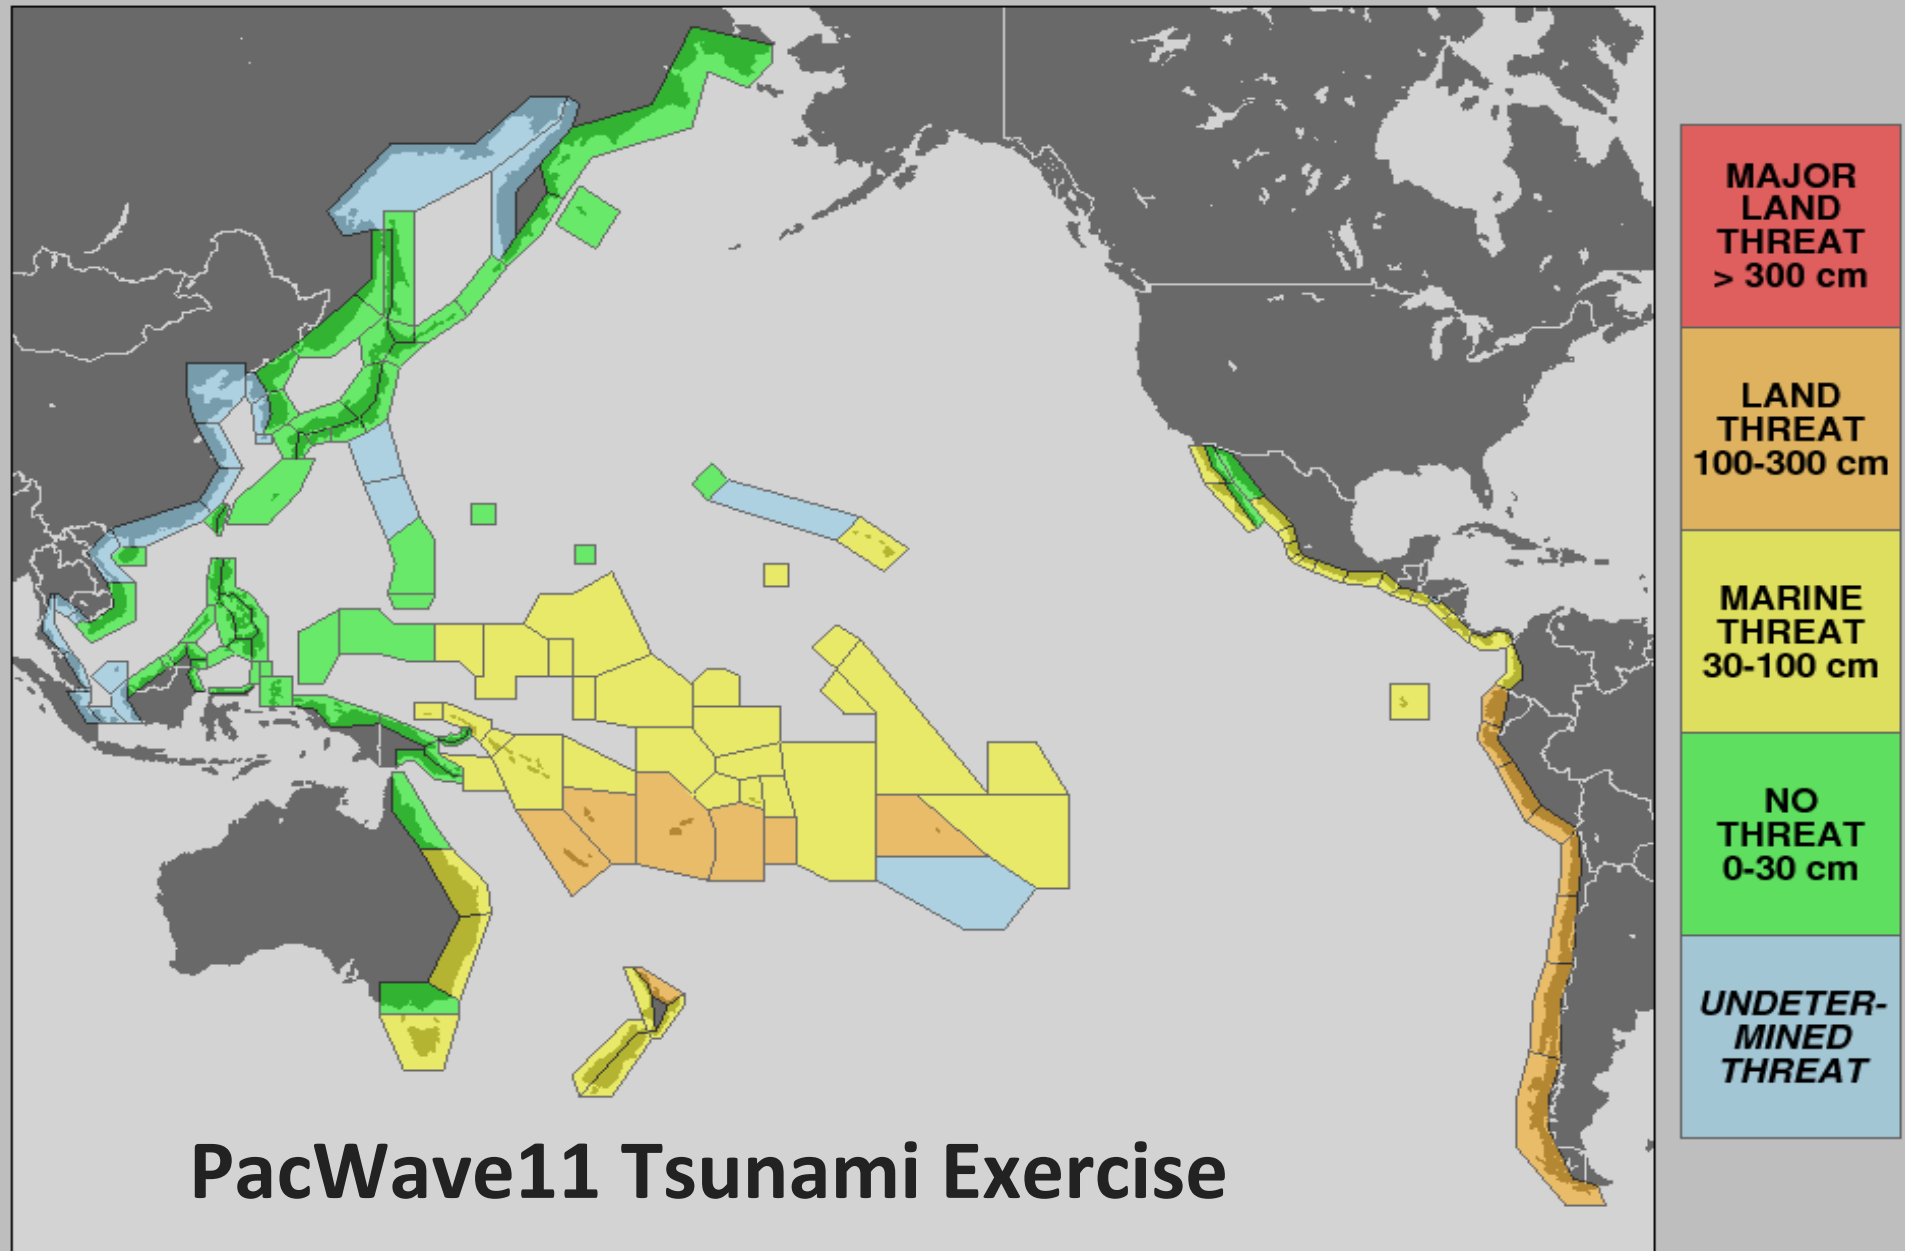 MAJOR
LAND
THREAT
> 300 cm
LAND
THREAT
100-300 cm
MARINE
THREAT
30-100 cm
NO
THREAT
0-30 cm
UNDETER-
MINED
THREAT
PacWave11 Tsunami Exercise